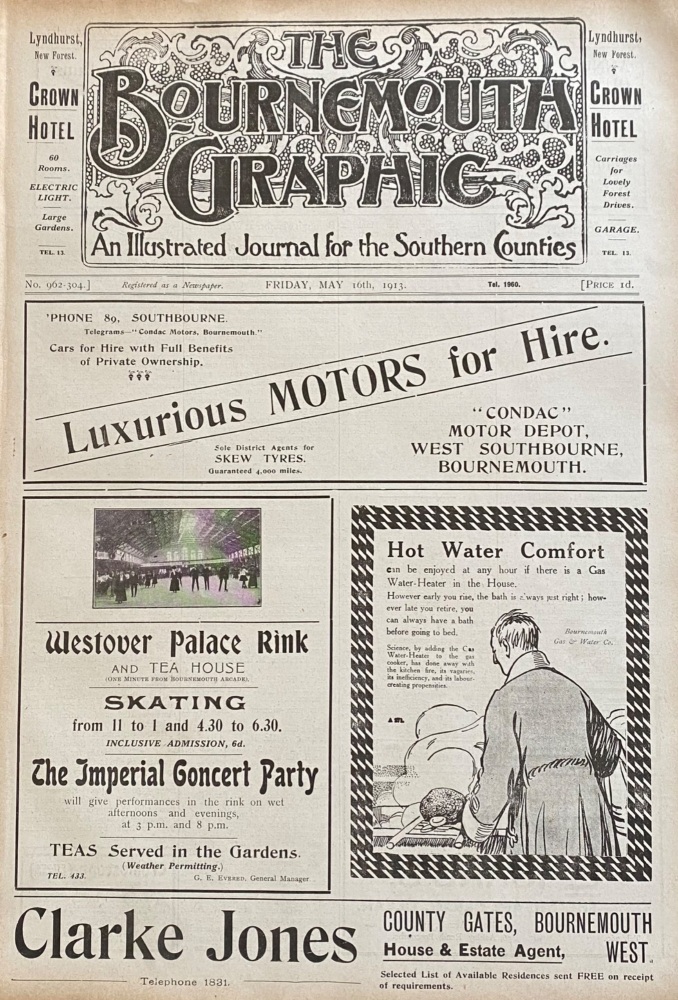 Lyndhurst,
New Forest.
CROWN
HOTEL
60
Rooms.
ELECTRIC
LIGHT.
Large
Gardens.
TEL. 13.
THE
BOURNEMOUTH
GRAPHIC
An Illustrated Journal for the Southern Counties
Lyndhurst,
New Forest.
CROWN
HOTEL
Carriages
for
Lovely
Forest
Drives.
GARAGE.
TEL. 13.
No. 962-304.] Registered as a Newspaper. FRIDAY, MAY 16th, 1913. Tel. 1960. [PRICE 1d.
'PHONE 89, SOUTHBOURNE.
Telegrams—"Condac Motors, Bournemouth."
Cars for Hire with Full Benefits
of Private Ownership.
Luxurious MOTORS for Hire.
Sole District Agents for
SKEW TYRES.
Guaranteed 4,000 miles.
"CONDAC"
MOTOR DEPOT,
WEST SOUTHBOURNE,
BOURNEMOUTH.
Westover Palace Rink
AND TEA HOUSE
(ONE MINUTE FROM BOURNEMOUTH ARCADE).
SKATING
from 11 to 1 and 4.30 to 6.30.
INCLUSIVE ADMISSION, 6d.
The Imperial Concert Party
will give performances in the rink on wet
afternoons and evenings,
at 3 p.m. and 8 p.m.
TEAS Served in the Gardens.
(Weather Permitting.)
TEL. 433. G. E. EVERED, General Manager
Hot Water Comfort
can be enjoyed at any hour if there is a Gas
Water-Heater in the House.
However early you rise, the bath is always just right; how-
ever late you retire, you
can always have a bath
before going to bed.
Science, by adding the Gas
Water-Heater to the gas
cooker, has done away with
the kitchen fire, its vagaries,
its inefficiency, and its labour-
creating propensities.
Bournemouth
Gas & Water Co.
Clarke Jones
Telephone 1831.
COUNTY GATES, BOURNEMOUTH
House & Estate Agent, WEST.
Selected List of Available Residences sent FREE on receipt
of requirements.